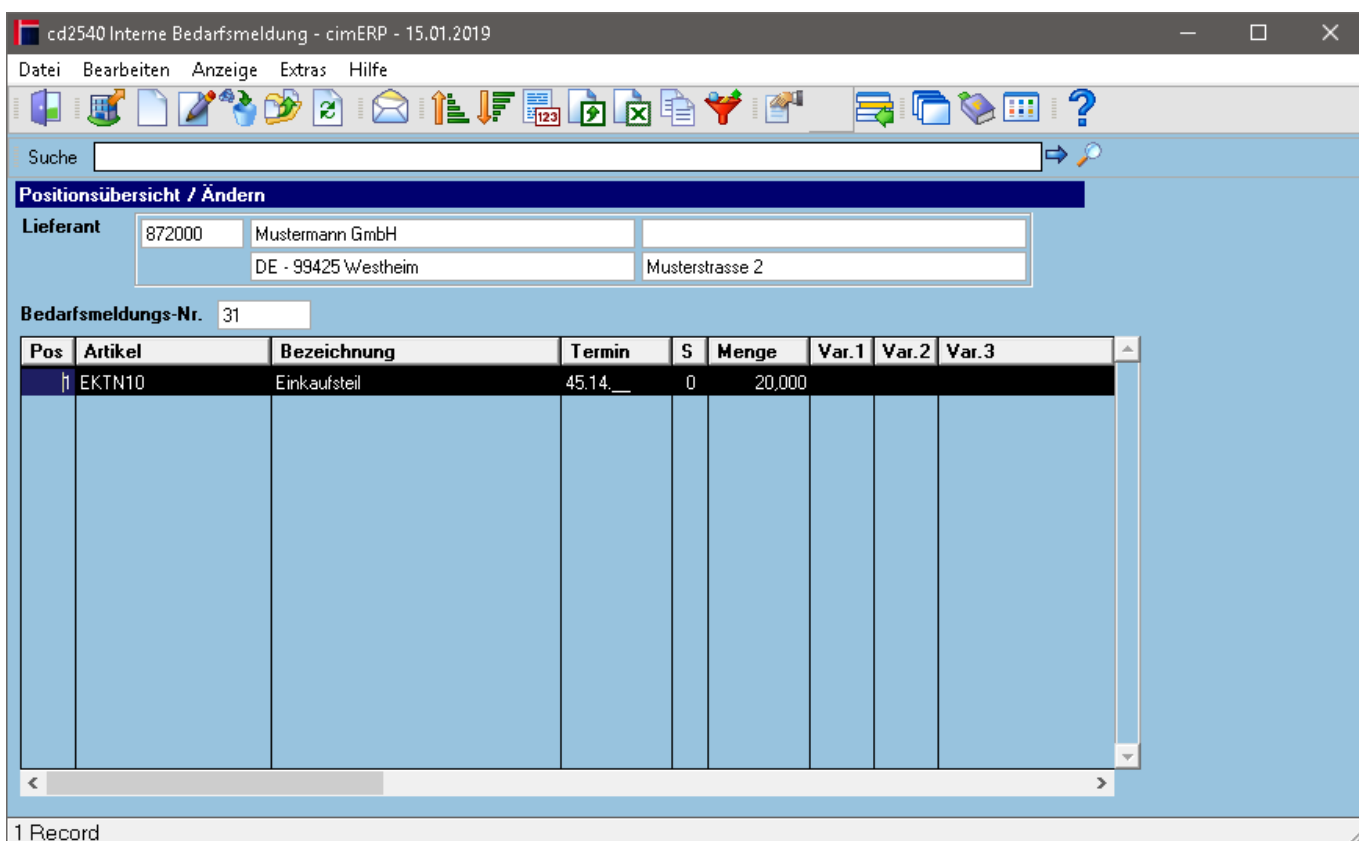 cd2540 Interne Bedarfsmeldung - cimERP - 15.01.2019
Datei Bearbeiten Anzeige Extras Hilfe
123
Suche
Positionsübersicht / Ändern
Lieferant 872000 Mustermann GmbH
DE - 99425 Westheim Musterstrasse 2
Bedarfsmeldungs-Nr. 31
Pos Artikel Bezeichnung Termin S Menge Var.1 Var.2 Var.3
1 EKTN10 Einkaufsteil 45.14.__ 0 20,000
1 Record